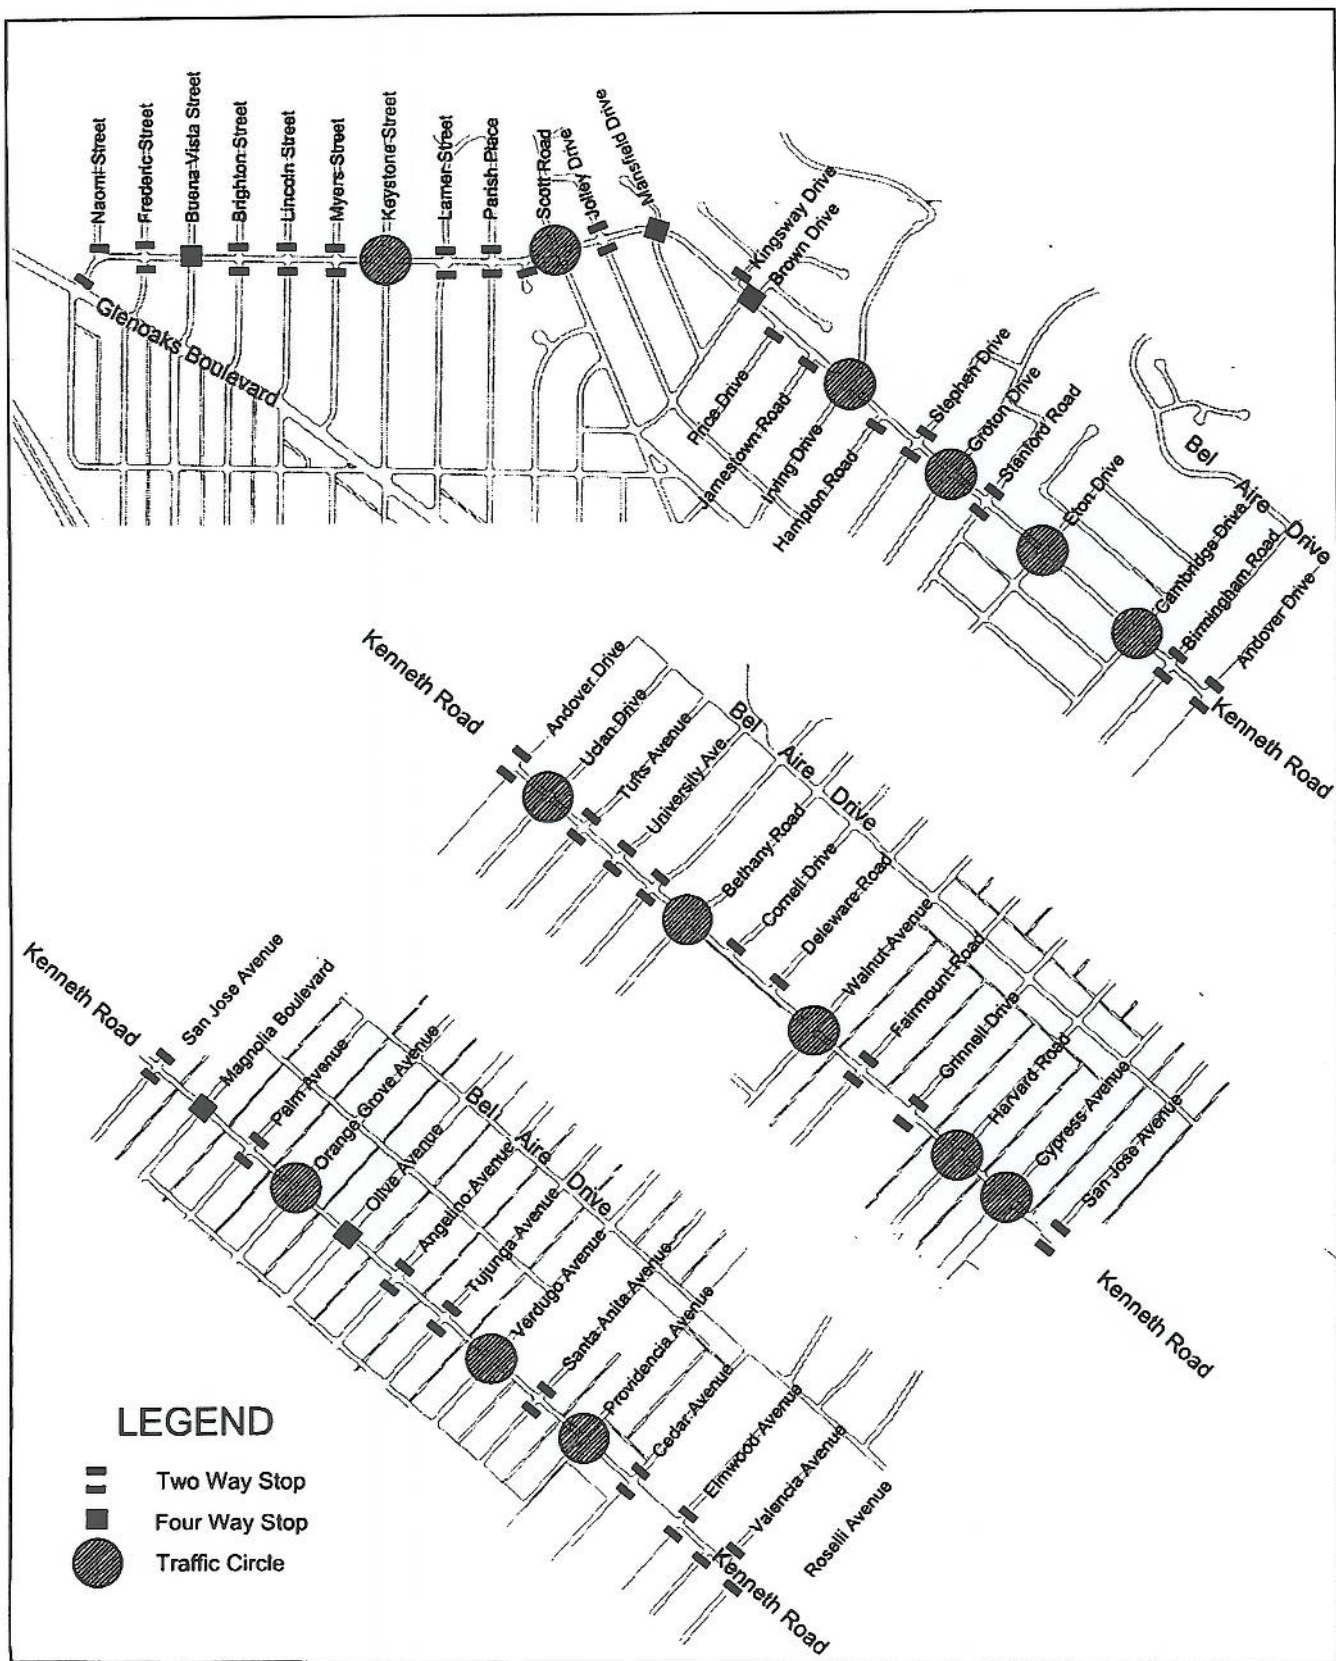 Naomi Street
Frederic Street
Buena Vista Street
Brighton Street
Lincoln Street
Myers Street
Keystone Street
Lamer Street
Parish Place
Scott Road
Jolley Drive
Mansfield Drive
Kingsway Drive
Brown Drive
Glenoaks Boulevard
Price Drive
Jamestown Road
Irving Drive
Hampton Road
Stephen Drive
Groton Drive
Stanford Road
Eton Drive
Bel Aire Drive
Cambridge Drive
Birmingham Road
Andover Drive
Kenneth Road
Kenneth Road
Andover Drive
Uclan Drive
Tufts Avenue
University Ave.
Bel Aire Drive
Bethany Road
Cornell Drive
Deleware Road
Walnut Avenue
Fairmount Road
Grinnell Drive
Harvard Road
Cypress Avenue
San Jose Avenue
Kenneth Road
Kenneth Road
San Jose Avenue
Magnolia Boulevard
Palm Avenue
Orange Grove Avenue
Olive Avenue
Bel Aire Drive
Angelino Avenue
Tujunga Avenue
Verdugo Avenue
Santa Anita Avenue
Providencia Avenue
Cedar Avenue
Elmwood Avenue
Valencia Avenue
Roselli Avenue
Kenneth Road
LEGEND
Two Way Stop
Four Way Stop
Traffic Circle